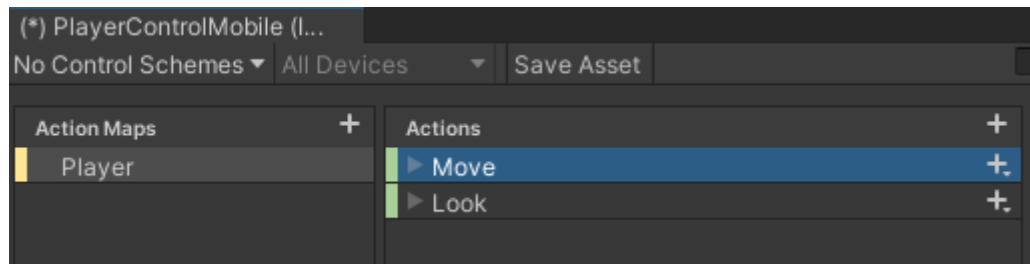 (*) PlayerControlMobile (I...
No Control Schemes All Devices Save Asset
Action Maps Actions
Player Move
Look